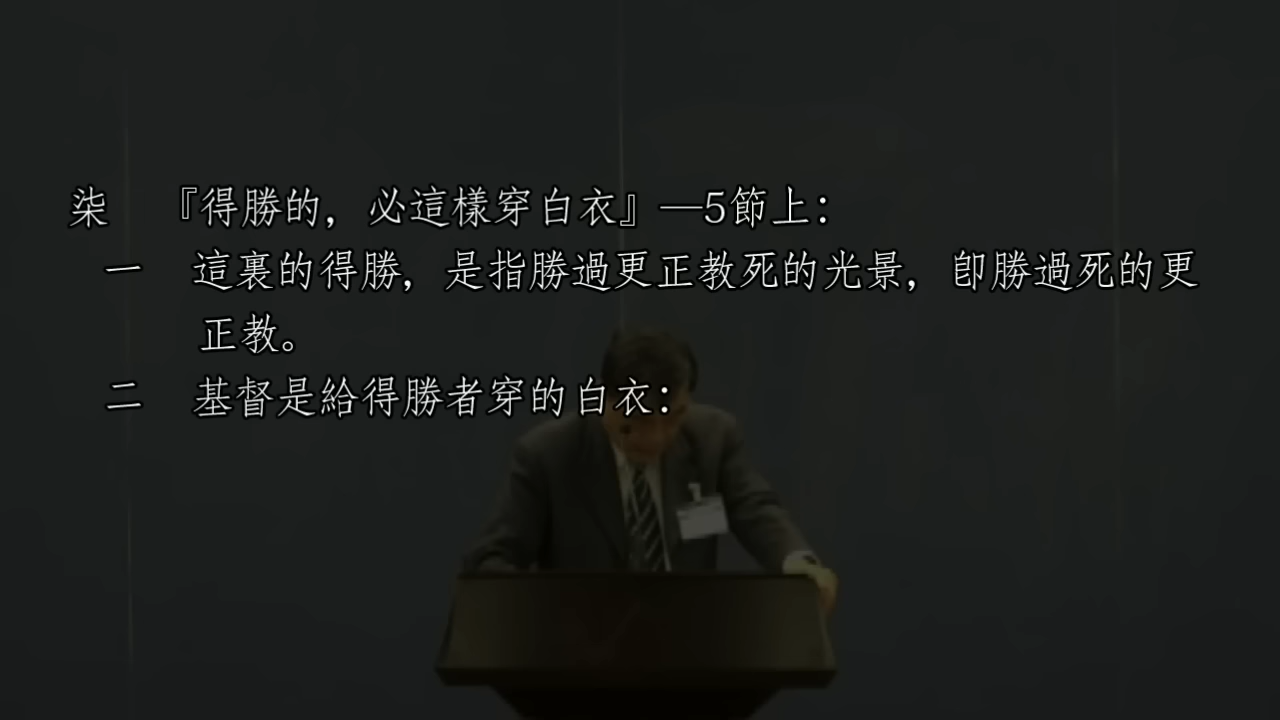 柒 『得勝的，必這樣穿白衣』—5節上：
一 這裏的得勝，是指勝過更正教死的光景，卽勝過死的更
正教。
二 基督是給得勝者穿的白衣：